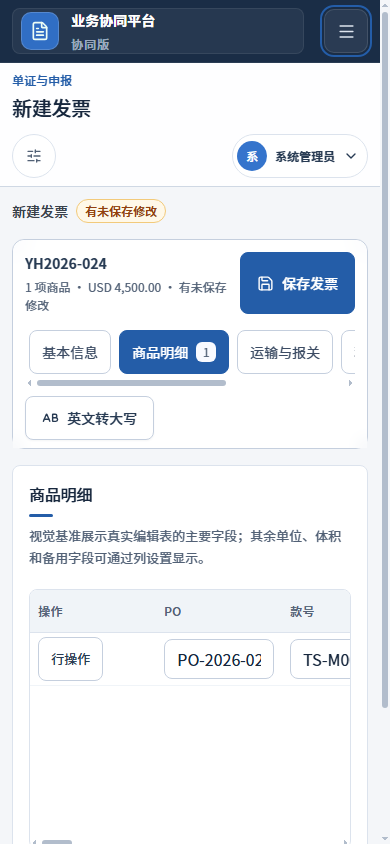 业务协同平台
协同版
单证与申报
新建发票
系 系统管理员
新建发票 有未保存修改
YH2026-024
1 项商品 • USD 4,500.00 • 有未保存
修改
保存发票
基本信息 商品明细 1 运输与报关
AB 英文转大写
商品明细
视觉基准展示真实编辑表的主要字段；其余单位、体积
和备用字段可通过列设置显示。
操作 PO 款号
行操作 PO-2026-02 TS-M0